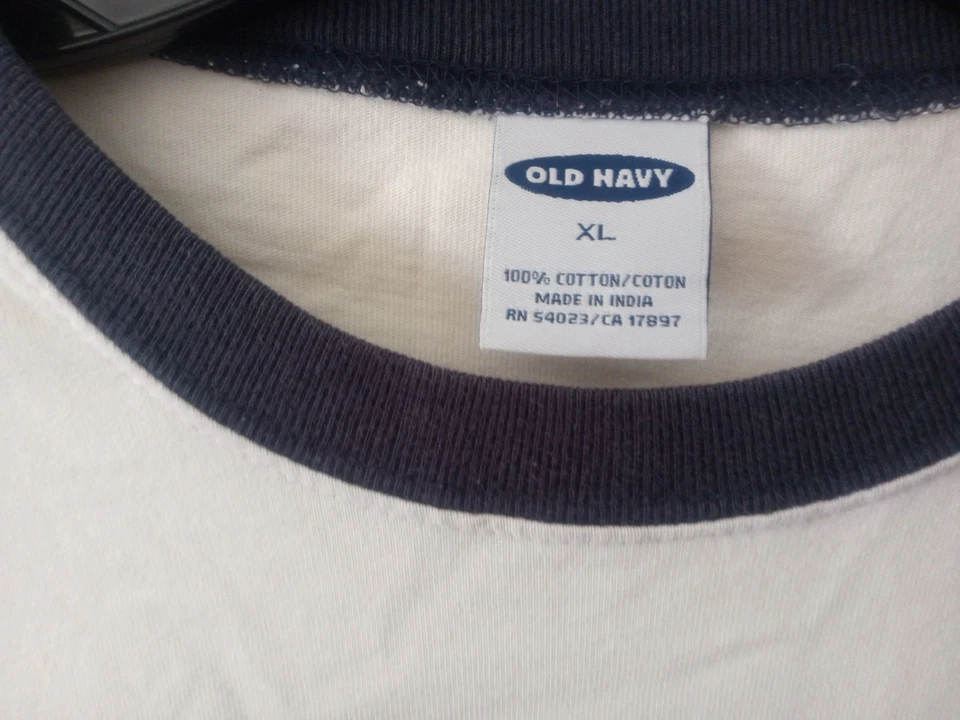 OLD NAVY
XL
100% COTTON/COTON
MADE IN INDIA
RN 54023/CA 17897